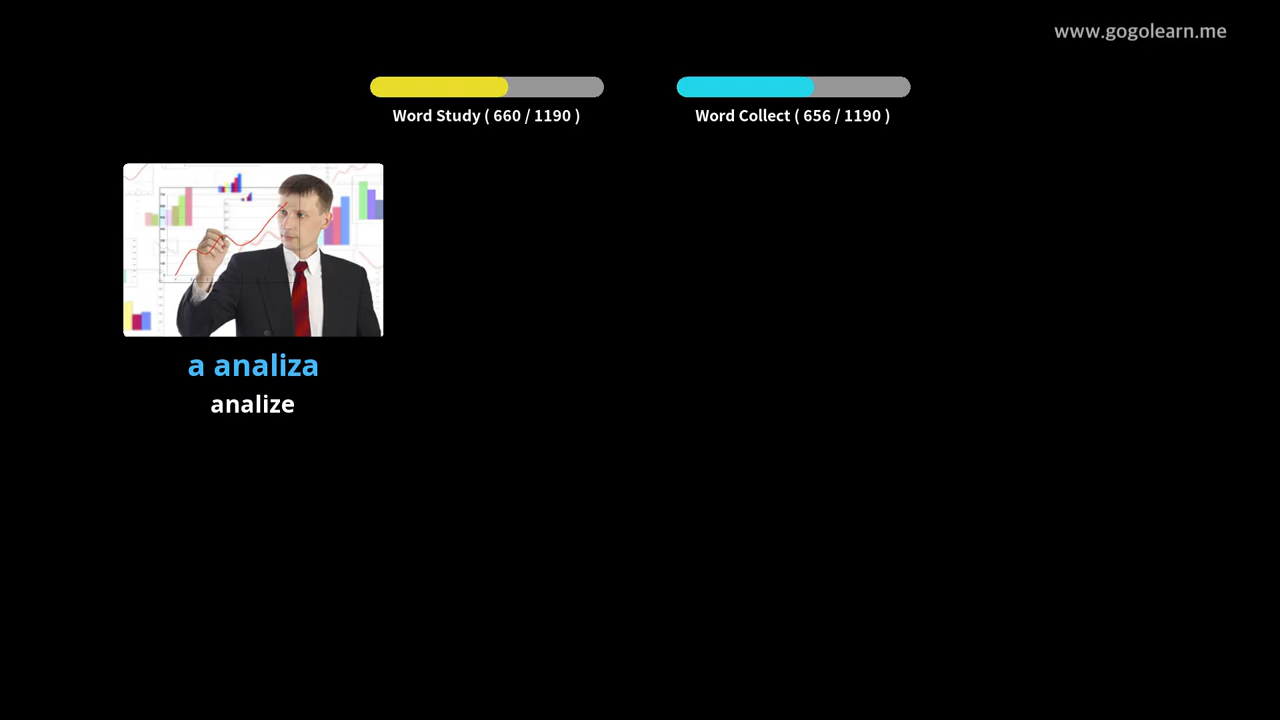 www.gogolearn.me
Word Study ( 660 / 1190 )
Word Collect ( 656 / 1190 )
a analiza
analize